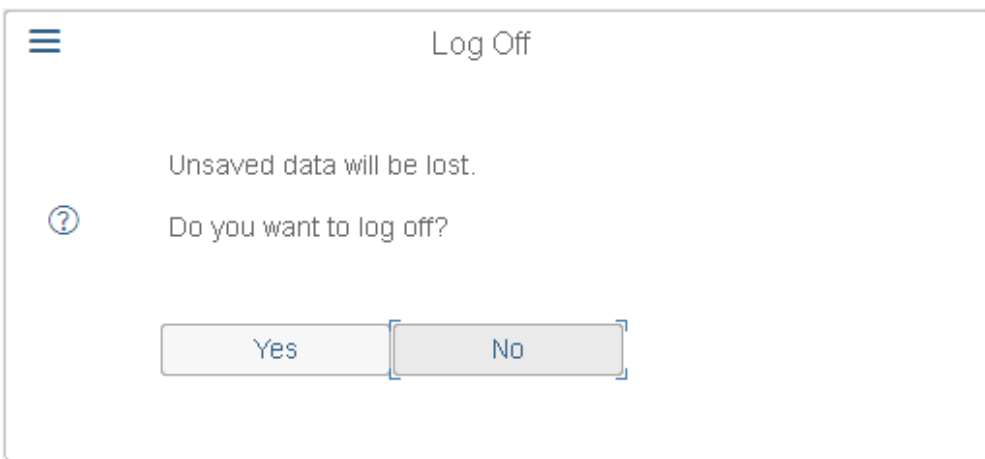 Log Off
Unsaved data will be lost.
Do you want to log off?
Yes No